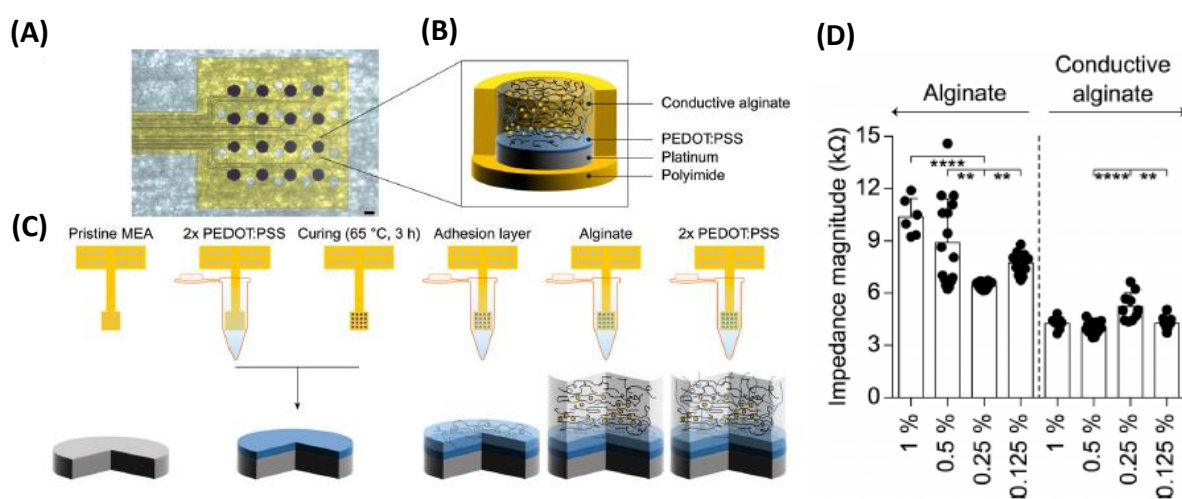 (A)
(B)
Conductive alginate
PEDOT:PSS
Platinum
Polyimide
(C)
Pristine MEA
2x PEDOT:PSS
Curing (65 °C, 3 h)
Adhesion layer
Alginate
2x PEDOT:PSS
(D)
Conductive
alginate
Alginate
Impedance magnitude (kΩ)
15
12
9
6
3
0
****
**
**
****
**
1 %
0.5 %
0.25 %
0.125 %
1 %
0.5 %
0.25 %
0.125 %